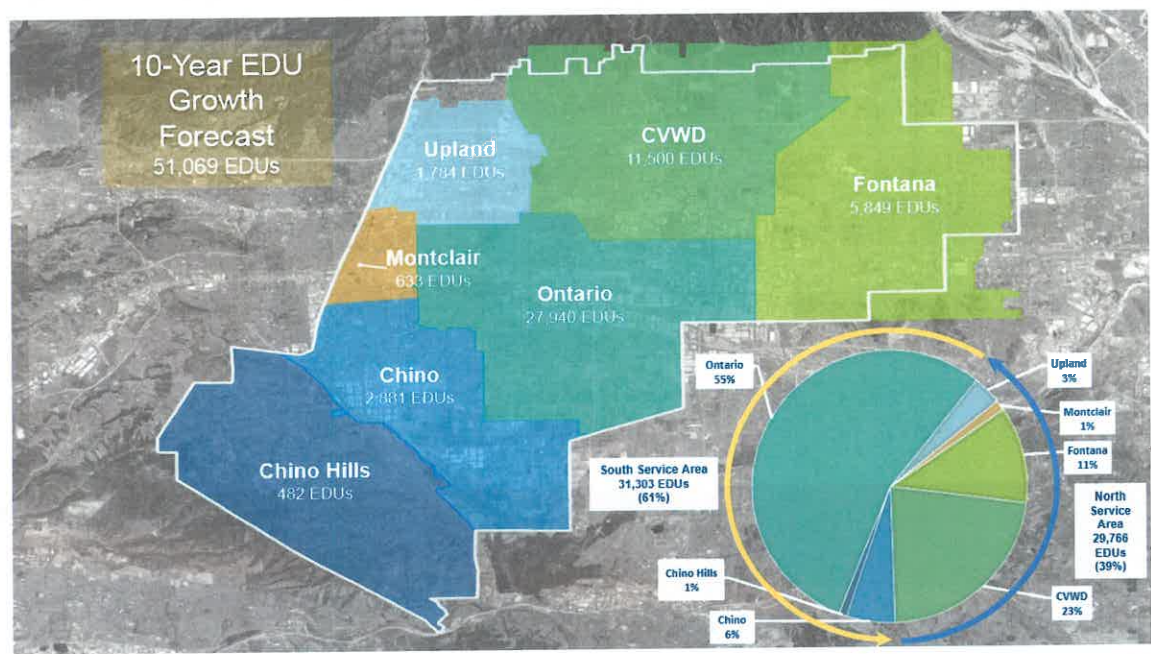 10-Year EDU
Growth
Forecast
51,069 EDUs
Upland
1,784 EDUs
CVWD
11,500 EDUs
Fontana
5,849 EDUs
Montclair
633 EDUs
Ontario
27,940 EDUs
Chino
2,881 EDUs
Chino Hills
482 EDUs
Ontario
55%
Upland
3%
Montclair
1%
Fontana
11%
South Service Area
31,303 EDUs
(61%)
North
Service
Area
29,766
EDUs
(39%)
Chino Hills
1%
Chino
6%
CVWD
23%